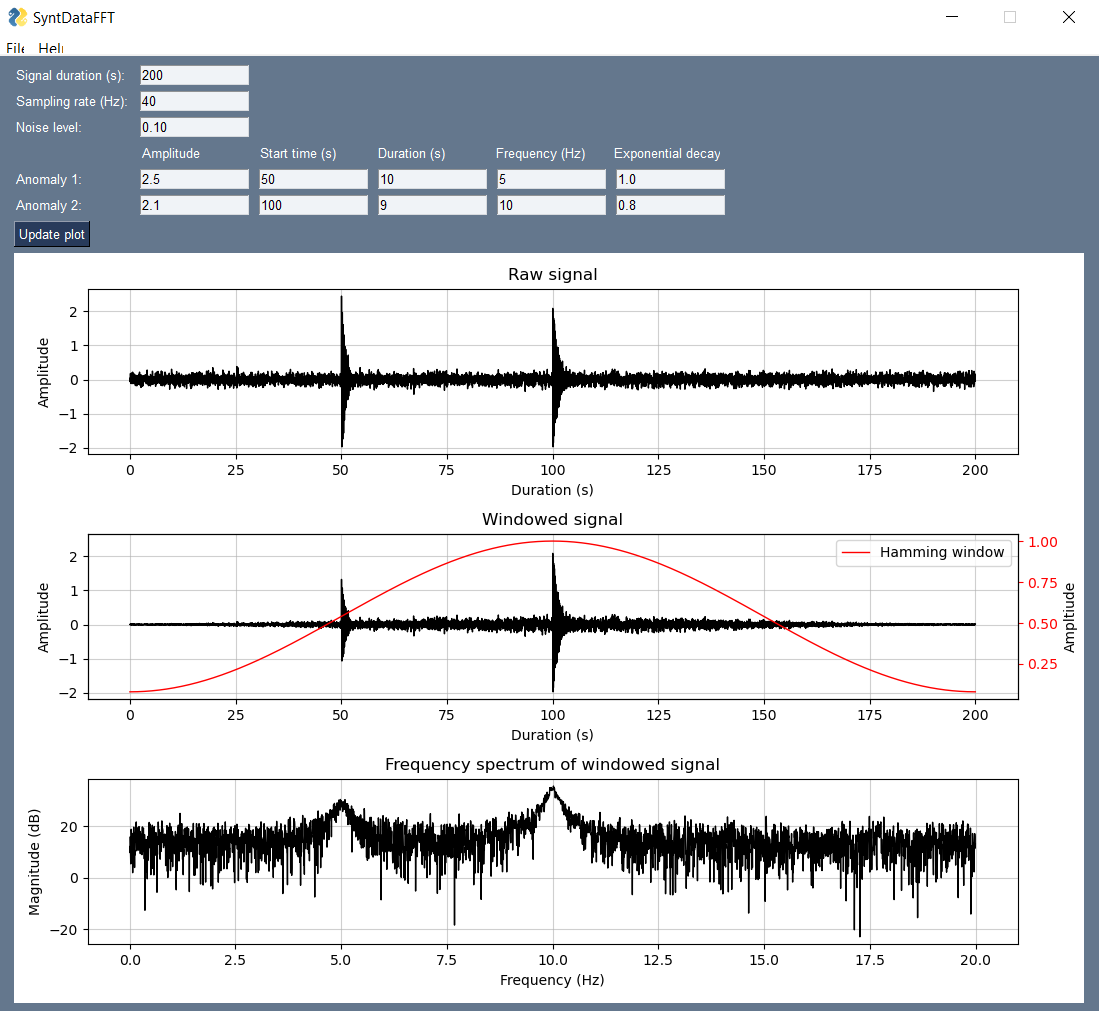 SyntDataFFT
File Help
Signal duration (s): 200
Sampling rate (Hz): 40
Noise level: 0.10
Amplitude Start time (s) Duration (s) Frequency (Hz) Exponential decay
Anomaly 1: 2.5 50 10 5 1.0
Anomaly 2: 2.1 100 9 10 0.8
Update plot
Raw signal
Amplitude
2
1
0
−1
−2
0 25 50 75 100 125 150 175 200
Duration (s)
Windowed signal
Amplitude
2
1
0
−1
−2
Hamming window
1.00
0.75
0.50
0.25
Ampltiude
0 25 50 75 100 125 150 175 200
Duration (s)
Frequency spectrum of windowed signal
Magnitude (dB)
20
0
−20
0.0 2.5 5.0 7.5 10.0 12.5 15.0 17.5 20.0
Frequency (Hz)